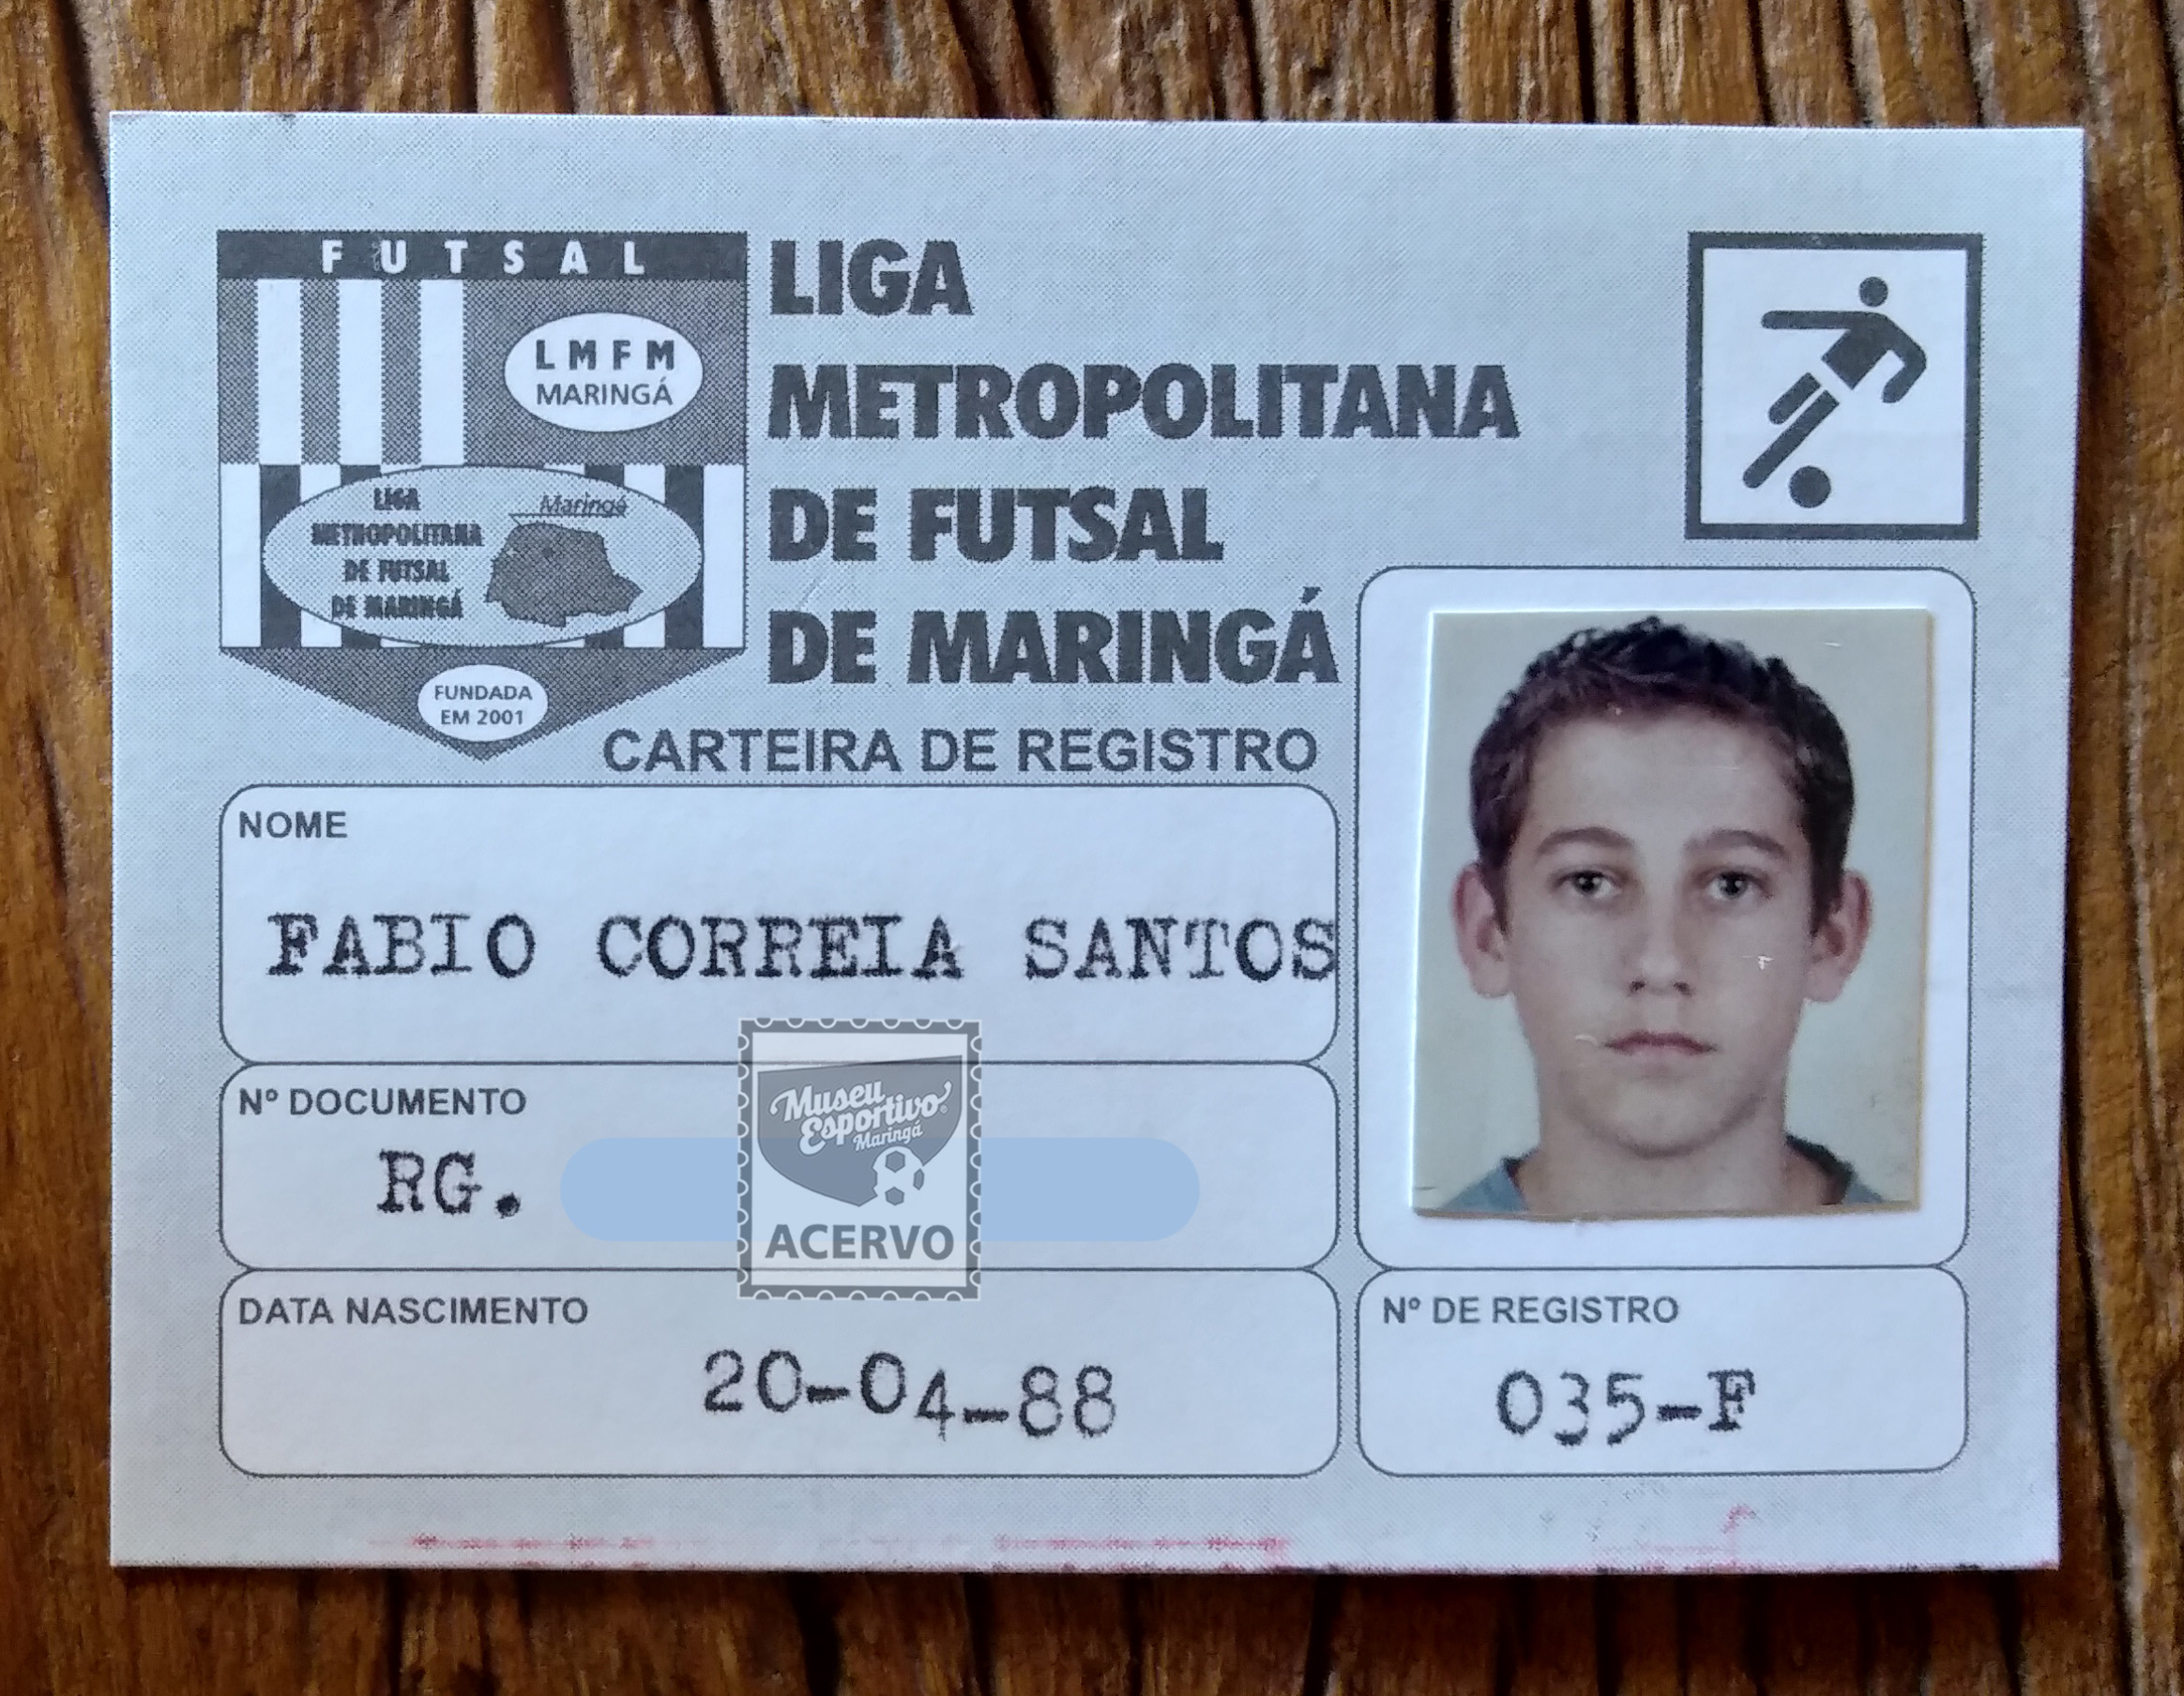 FUTSAL
LMFM
MARINGÁ
LIGA
METROPOLITANA
DE FUTSAL
DE MARINGÁ
Maringá
FUNDADA
EM 2001
LIGA
METROPOLITANA
DE FUTSAL
DE MARINGÁ
CARTEIRA DE REGISTRO
NOME
FABIO CORREIA SANTOS
Nº DOCUMENTO
RG.
Museu
Esportivo
Maringá
ACERVO
DATA NASCIMENTO
20-04-88
Nº DE REGISTRO
035-F